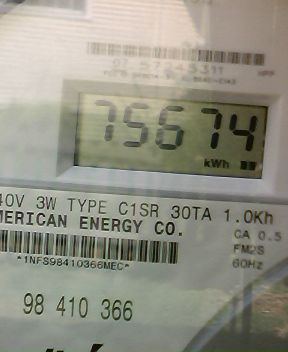 75674
kWh
40V 3W TYPE C1SR 30TA 1.0Kh
MERICAN ENERGY CO.
CA 0.5
FM2S
60Hz
*1NFS98410366MEC*
98 410 366